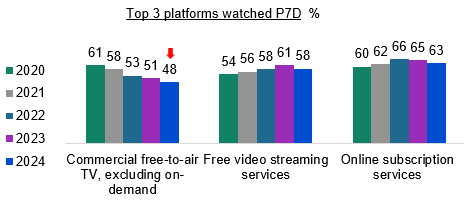 Top 3 platforms watched P7D %
2020
2021
2022
2023
2024
61 58 53 51 48
54 56 58 61 58
60 62 66 65 63
Commercial free-to-air
TV, excluding on-
demand
Free video streaming
services
Online subscription
services